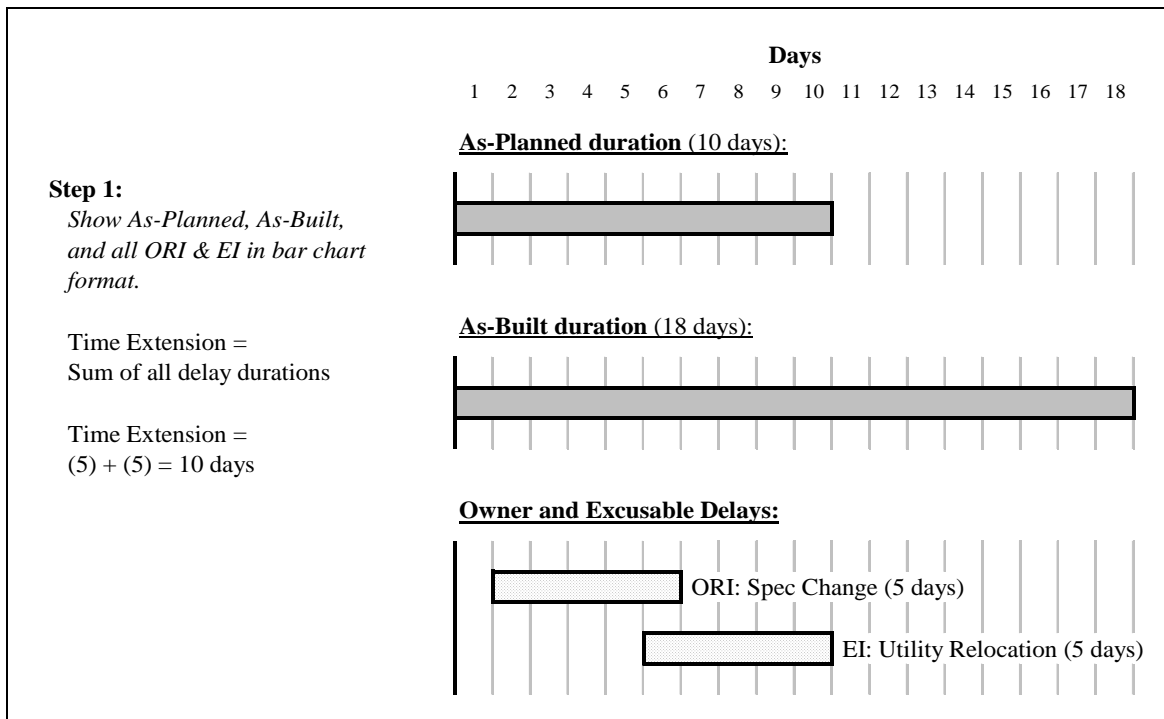 Days
1 2 3 4 5 6 7 8 9 10 11 12 13 14 15 16 17 18
As-Planned duration (10 days):
Step 1:
Show As-Planned, As-Built,
and all ORI & EI in bar chart
format.
Time Extension =
Sum of all delay durations
Time Extension =
(5) + (5) = 10 days
As-Built duration (18 days):
Owner and Excusable Delays:
ORI: Spec Change (5 days)
EI: Utility Relocation (5 days)